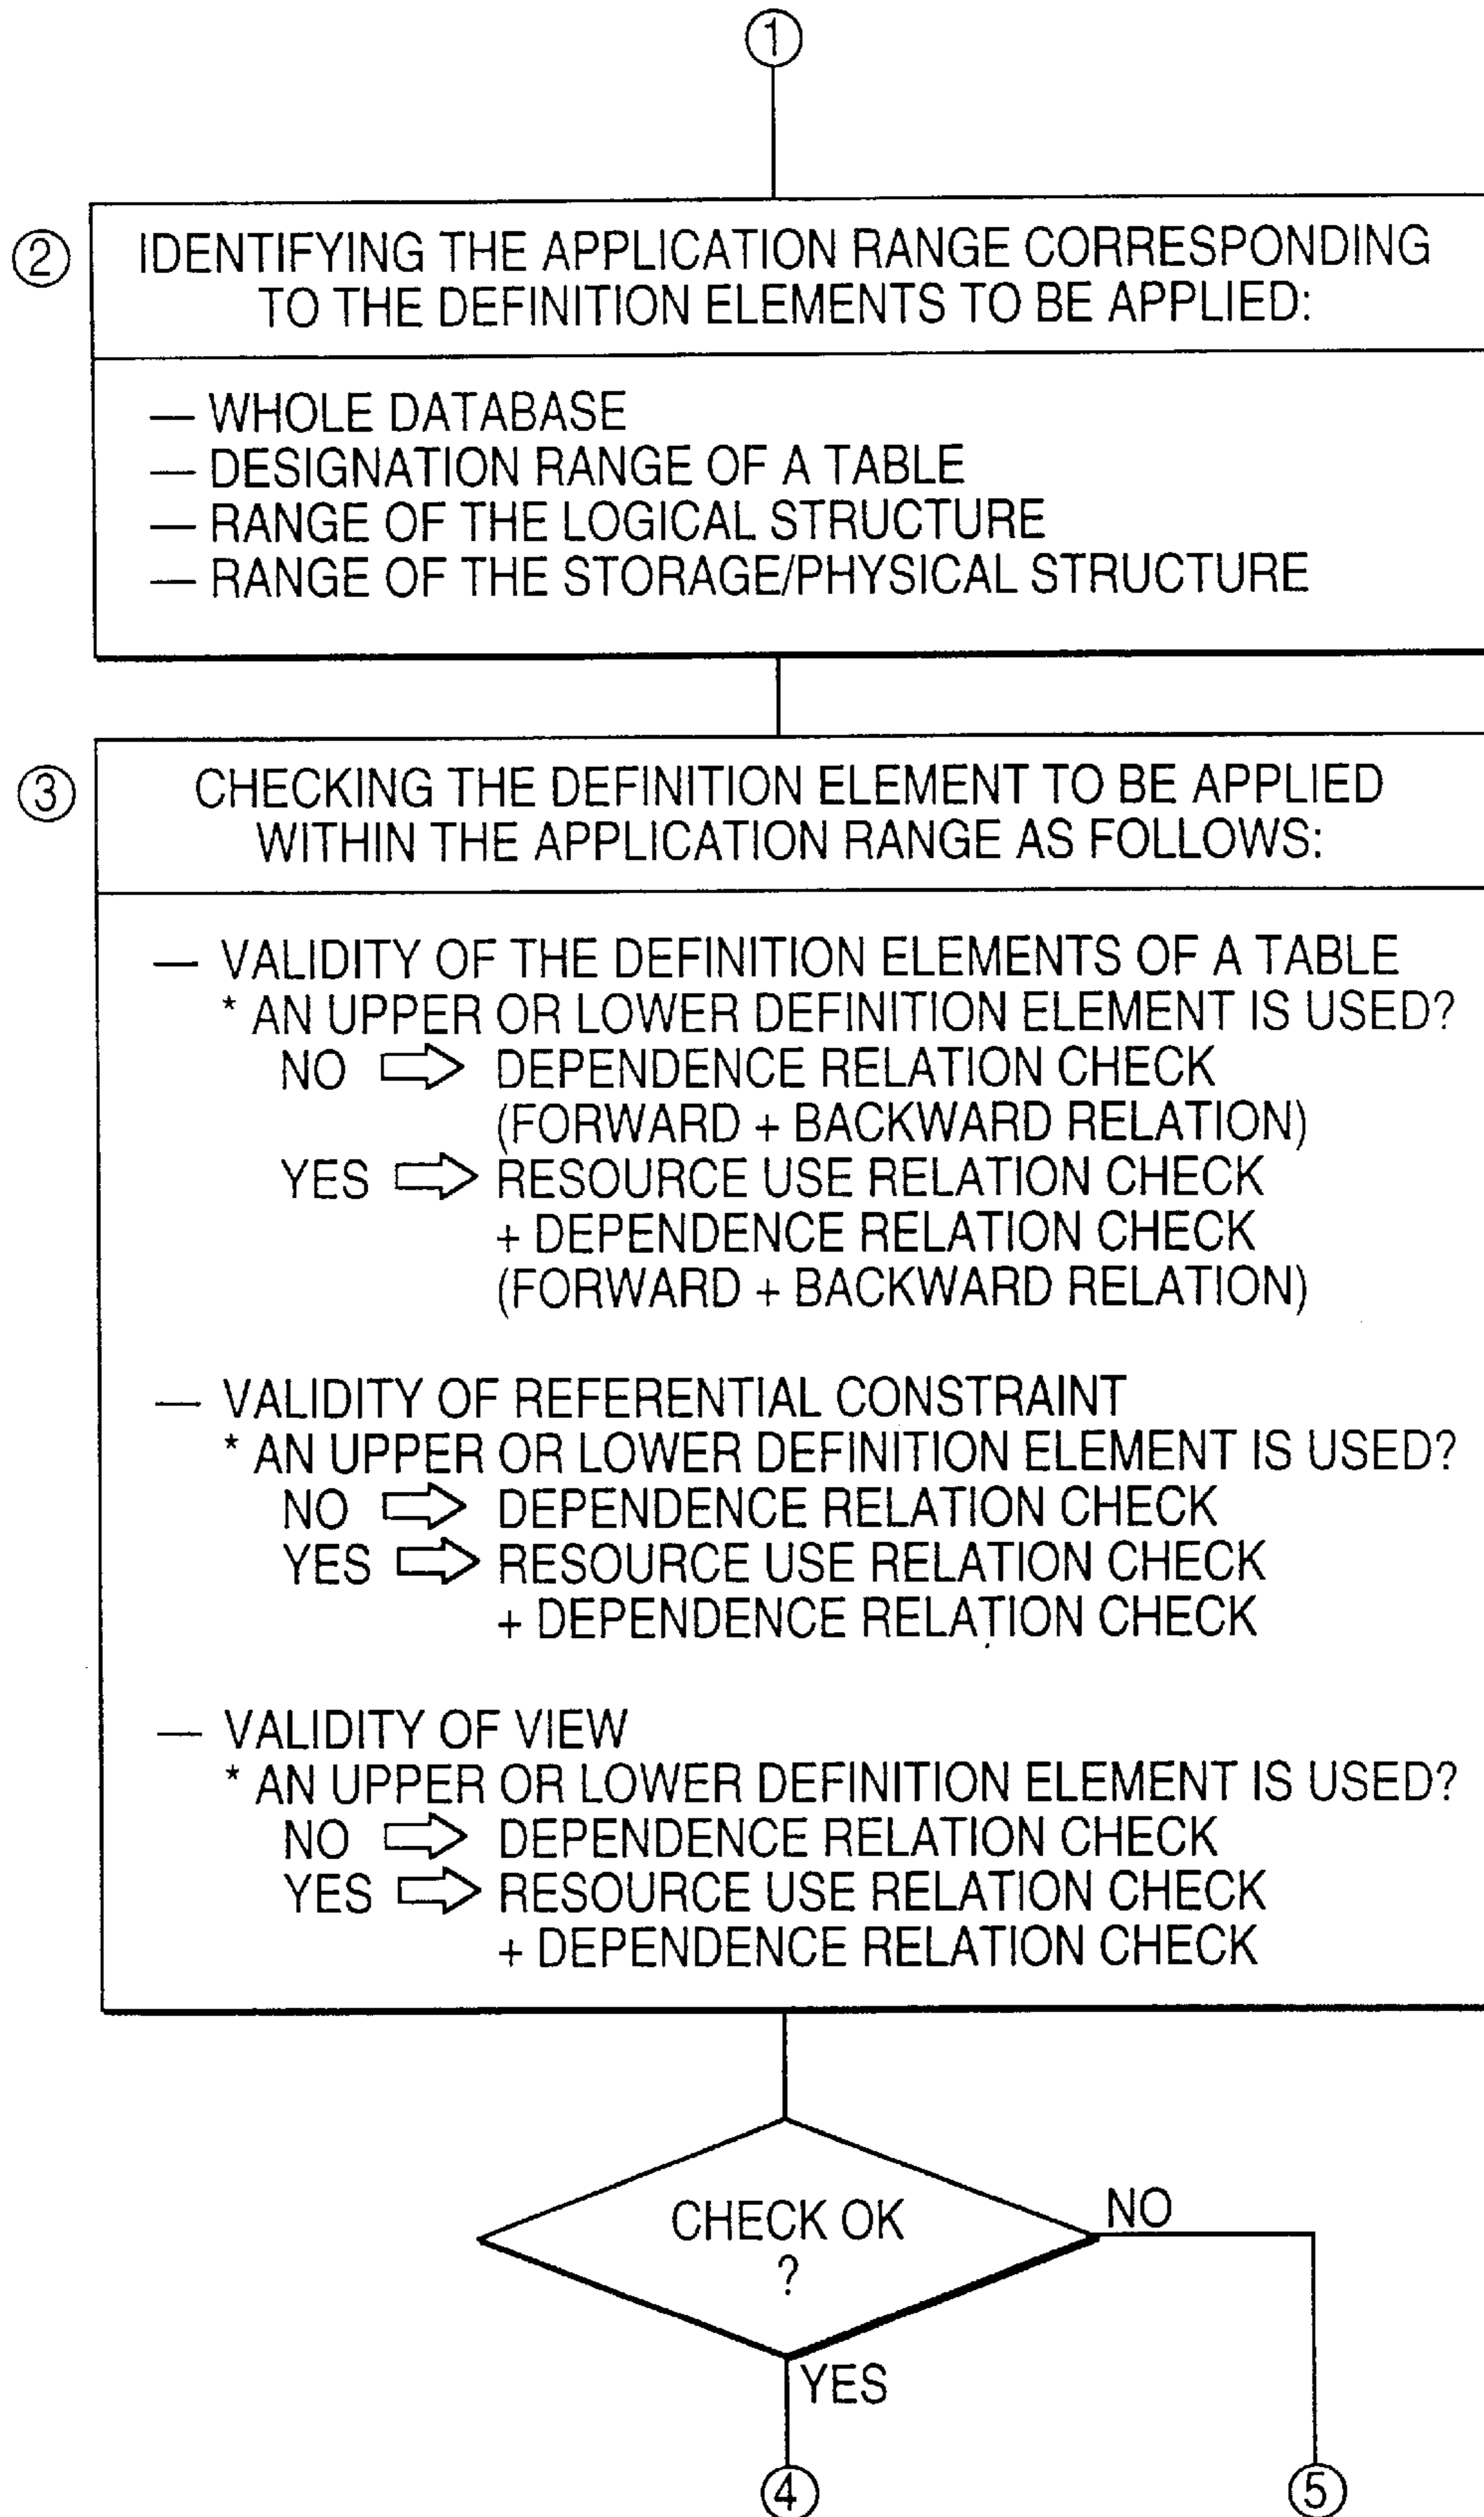 1
2
IDENTIFYING THE APPLICATION RANGE CORRESPONDING
TO THE DEFINITION ELEMENTS TO BE APPLIED:
— WHOLE DATABASE
— DESIGNATION RANGE OF A TABLE
— RANGE OF THE LOGICAL STRUCTURE
— RANGE OF THE STORAGE/PHYSICAL STRUCTURE
3
CHECKING THE DEFINITION ELEMENT TO BE APPLIED
WITHIN THE APPLICATION RANGE AS FOLLOWS:
— VALIDITY OF THE DEFINITION ELEMENTS OF A TABLE
* AN UPPER OR LOWER DEFINITION ELEMENT IS USED?
NO ⇨ DEPENDENCE RELATION CHECK
(FORWARD + BACKWARD RELATION)
YES ⇨ RESOURCE USE RELATION CHECK
+ DEPENDENCE RELATION CHECK
(FORWARD + BACKWARD RELATION)
— VALIDITY OF REFERENTIAL CONSTRAINT
* AN UPPER OR LOWER DEFINITION ELEMENT IS USED?
NO ⇨ DEPENDENCE RELATION CHECK
YES ⇨ RESOURCE USE RELATION CHECK
+ DEPENDENCE RELATION CHECK
— VALIDITY OF VIEW
* AN UPPER OR LOWER DEFINITION ELEMENT IS USED?
NO ⇨ DEPENDENCE RELATION CHECK
YES ⇨ RESOURCE USE RELATION CHECK
+ DEPENDENCE RELATION CHECK
CHECK OK
?
NO
YES
4
5